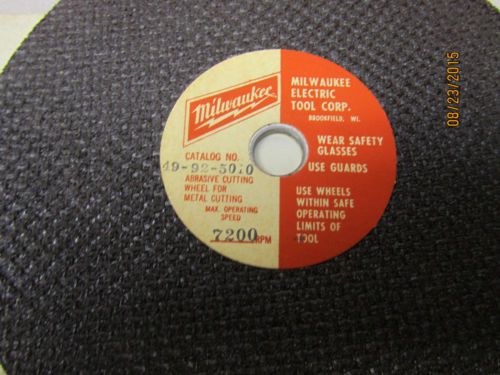 Milwaukee
CATALOG NO.
49-92-5070
ABRASIVE CUTTING
WHEEL FOR
METAL CUTTING
MAX. OPERATING
SPEED
7200 RPM
MILWAUKEE
ELECTRIC
TOOL CORP.
BROOKFIELD, WI.
WEAR SAFETY
GLASSES
USE GUARDS
USE WHEELS
WITHIN SAFE
OPERATING
LIMITS OF
TOOL
08/23/2015